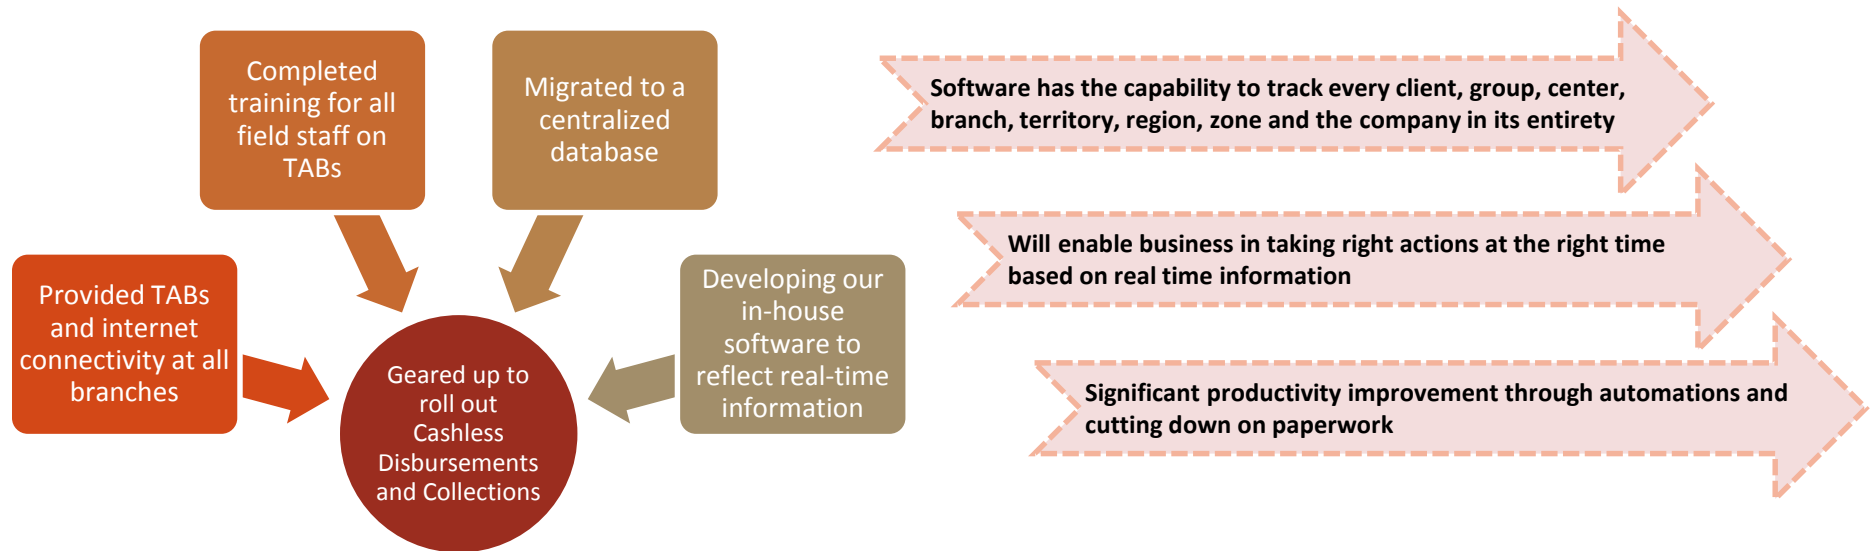 Completed
training for all
field staff on
TABs
Migrated to a
centralized
database
Provided TABs
and internet
connectivity at all
branches
Developing our
in-house
software to
reflect real-time
information
Geared up to
roll out
Cashless
Disbursements
and Collections
Software has the capability to track every client, group, center,
branch, territory, region, zone and the company in its entirety
Will enable business in taking right actions at the right time
based on real time information
Significant productivity improvement through automations and
cutting down on paperwork